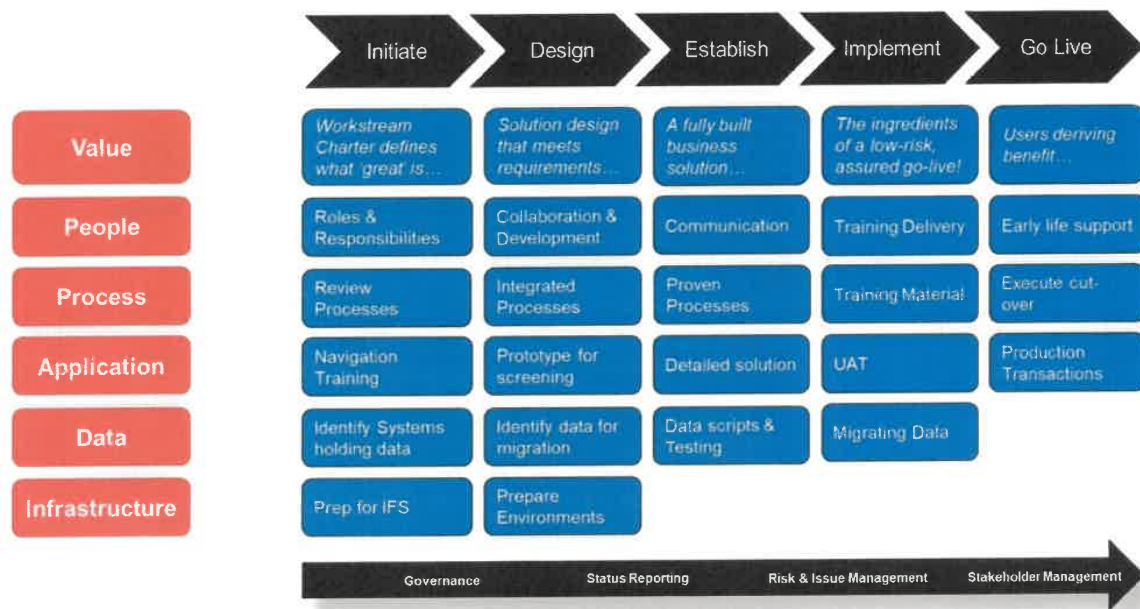 Initiate
Design
Establish
Implement
Go Live
Value
Workstream
Charter defines
what 'great' is…
Solution design
that meets
requirements…
A fully built
business
solution…
The ingredients
of a low-risk,
assured go-live!
Users deriving
benefit…
People
Roles &
Responsibilities
Collaboration &
Development
Communication
Training Delivery
Early life support
Process
Review
Processes
Integrated
Processes
Proven
Processes
Training Material
Execute cut-
over
Application
Navigation
Training
Prototype for
screening
Detailed solution
UAT
Production
Transactions
Data
Identify Systems
holding data
Identify data for
migration
Data scripts &
Testing
Migrating Data
Infrastructure
Prep for IFS
Prepare
Environments
Governance
Status Reporting
Risk & Issue Management
Stakeholder Management